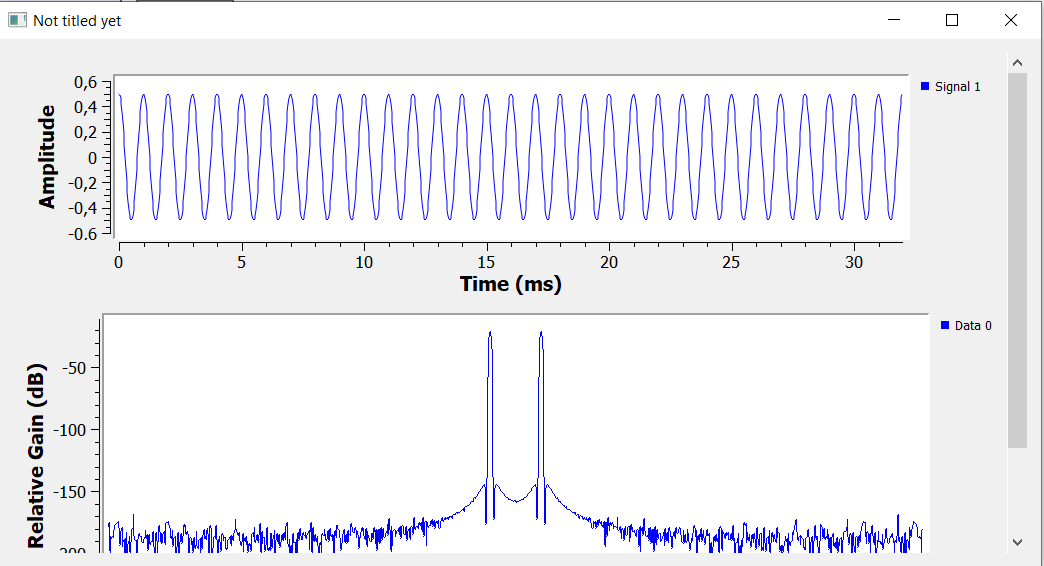 Not titled yet
0,6
0,4
0,2
0
-0,2
-0,4
-0.6
Amplitude
Signal 1
0 5 10 15 20 25 30
Time (ms)
Data 0
-50
-100
-150
Relative Gain (dB)